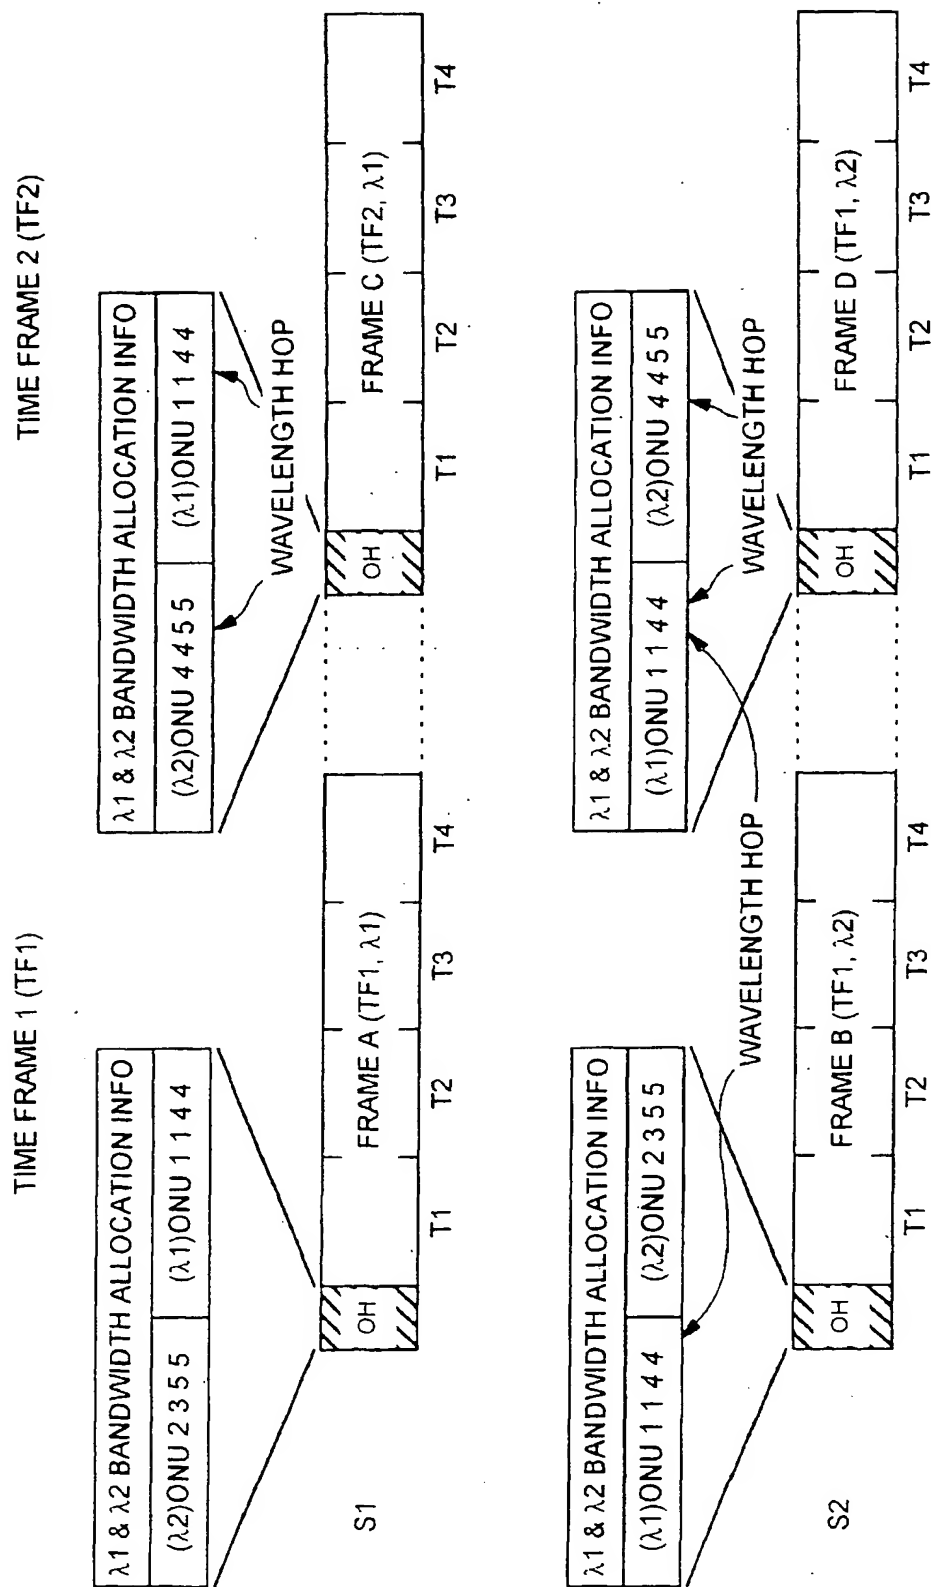 TIME FRAME 1 (TF1)
λ1 & λ2 BANDWIDTH ALLOCATION INFO
(λ2)ONU 2 3 5 5
(λ1)ONU 1 1 4 4
S1
OH
FRAME A (TF1, λ1)
T1
T2
T3
T4
TIME FRAME 2 (TF2)
λ1 & λ2 BANDWIDTH ALLOCATION INFO
(λ2)ONU 4 4 5 5
(λ1)ONU 1 1 4 4
WAVELENGTH HOP
OH
FRAME C (TF2, λ1)
T1
T2
T3
T4
λ1 & λ2 BANDWIDTH ALLOCATION INFO
(λ1)ONU 1 1 4 4
(λ2)ONU 2 3 5 5
WAVELENGTH HOP
S2
OH
FRAME B (TF1, λ2)
T1
T2
T3
T4
λ1 & λ2 BANDWIDTH ALLOCATION INFO
(λ1)ONU 1 1 4 4
(λ2)ONU 4 4 5 5
WAVELENGTH HOP
OH
FRAME D (TF1, λ2)
T1
T2
T3
T4